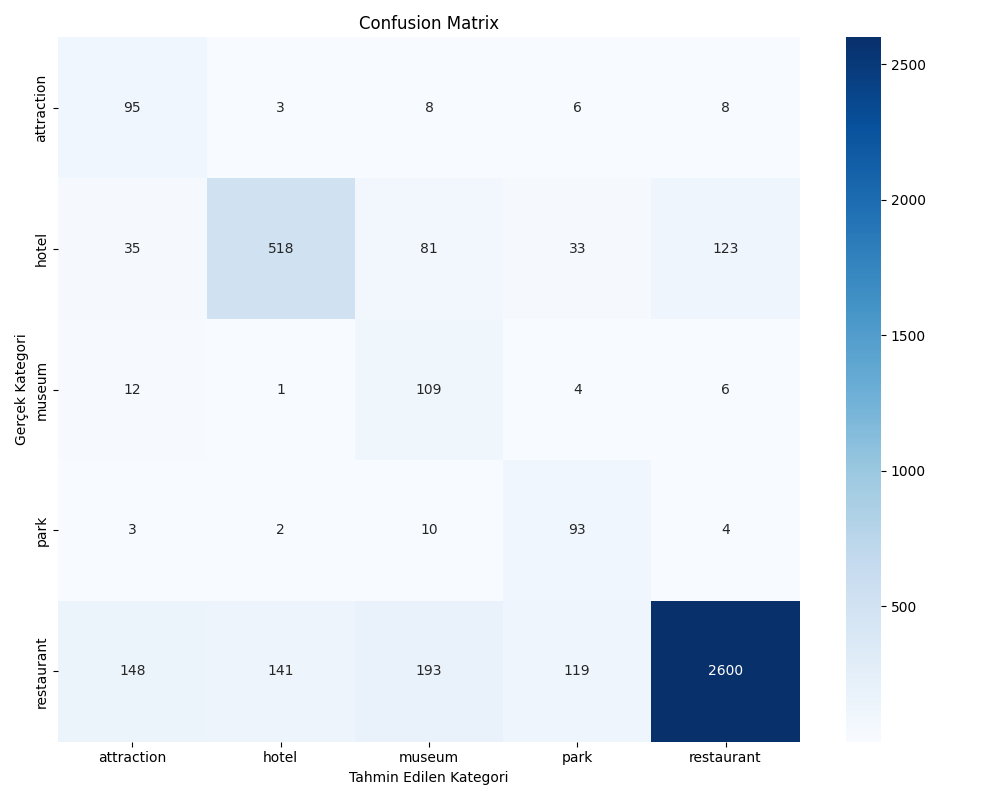 Confusion Matrix
Gerçek Kategori
attraction
95 3 8 6 8
hotel
35 518 81 33 123
museum
12 1 109 4 6
park
3 2 10 93 4
restaurant
148 141 193 119 2600
attraction hotel museum park restaurant
Tahmin Edilen Kategori
2500
2000
1500
1000
500